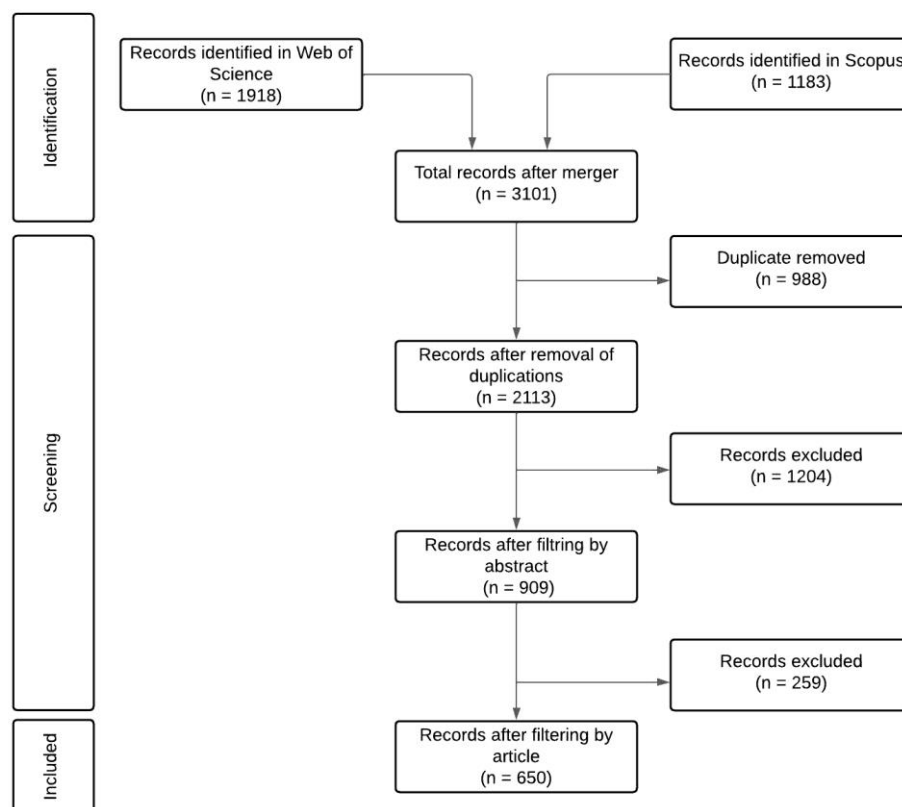 Identification
Records identified in Web of
Science
(n = 1918)
Records identified in Scopus
(n = 1183)
Total records after merger
(n = 3101)
Screening
Duplicate removed
(n = 988)
Records after removal of
duplications
(n = 2113)
Records excluded
(n = 1204)
Records after filtring by
abstract
(n = 909)
Records excluded
(n = 259)
Included
Records after filtering by
article
(n = 650)